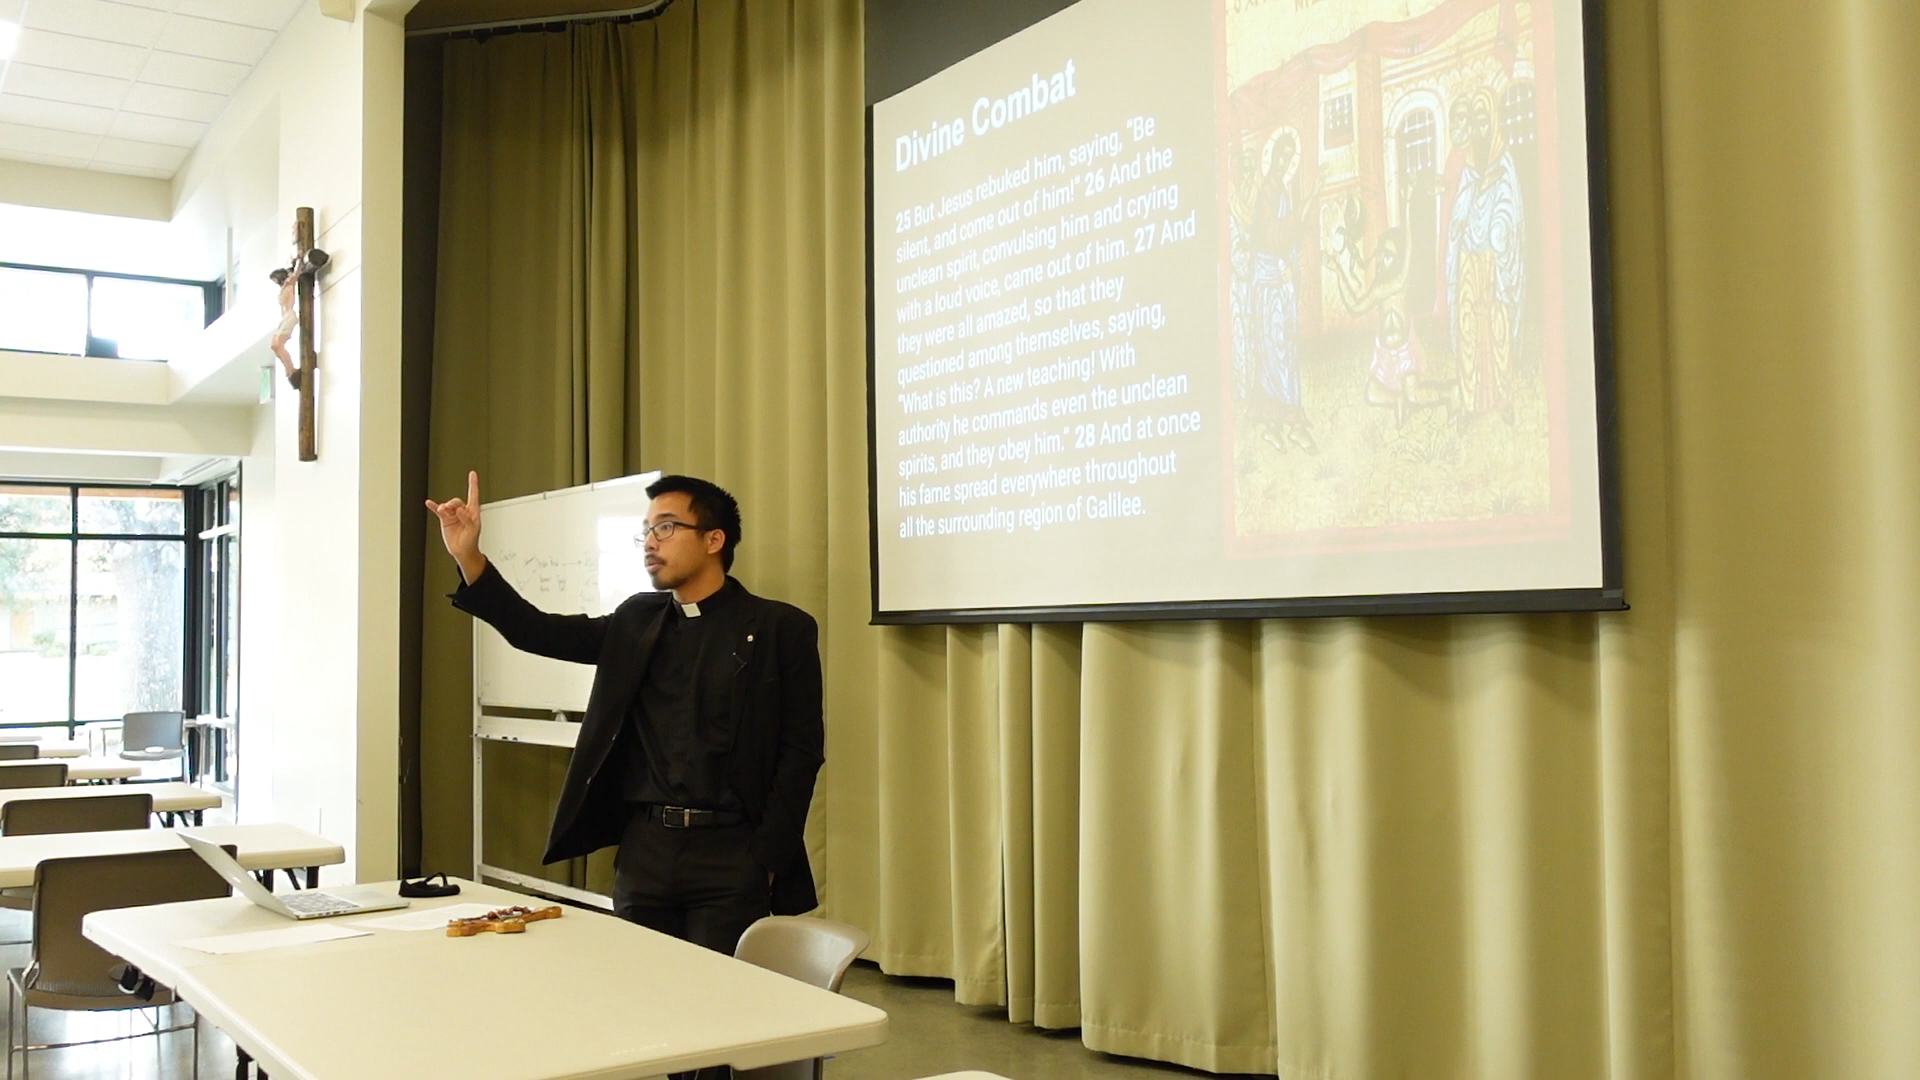 Divine Combat
25 But Jesus rebuked him, saying, “Be
silent, and come out of him!” 26 And the
unclean spirit, convulsing him and crying
with a loud voice, came out of him. 27 And
they were all amazed, so that they
questioned among themselves, saying,
“What is this? A new teaching! With
authority he commands even the unclean
spirits, and they obey him.” 28 And at once
his fame spread everywhere throughout
all the surrounding region of Galilee.